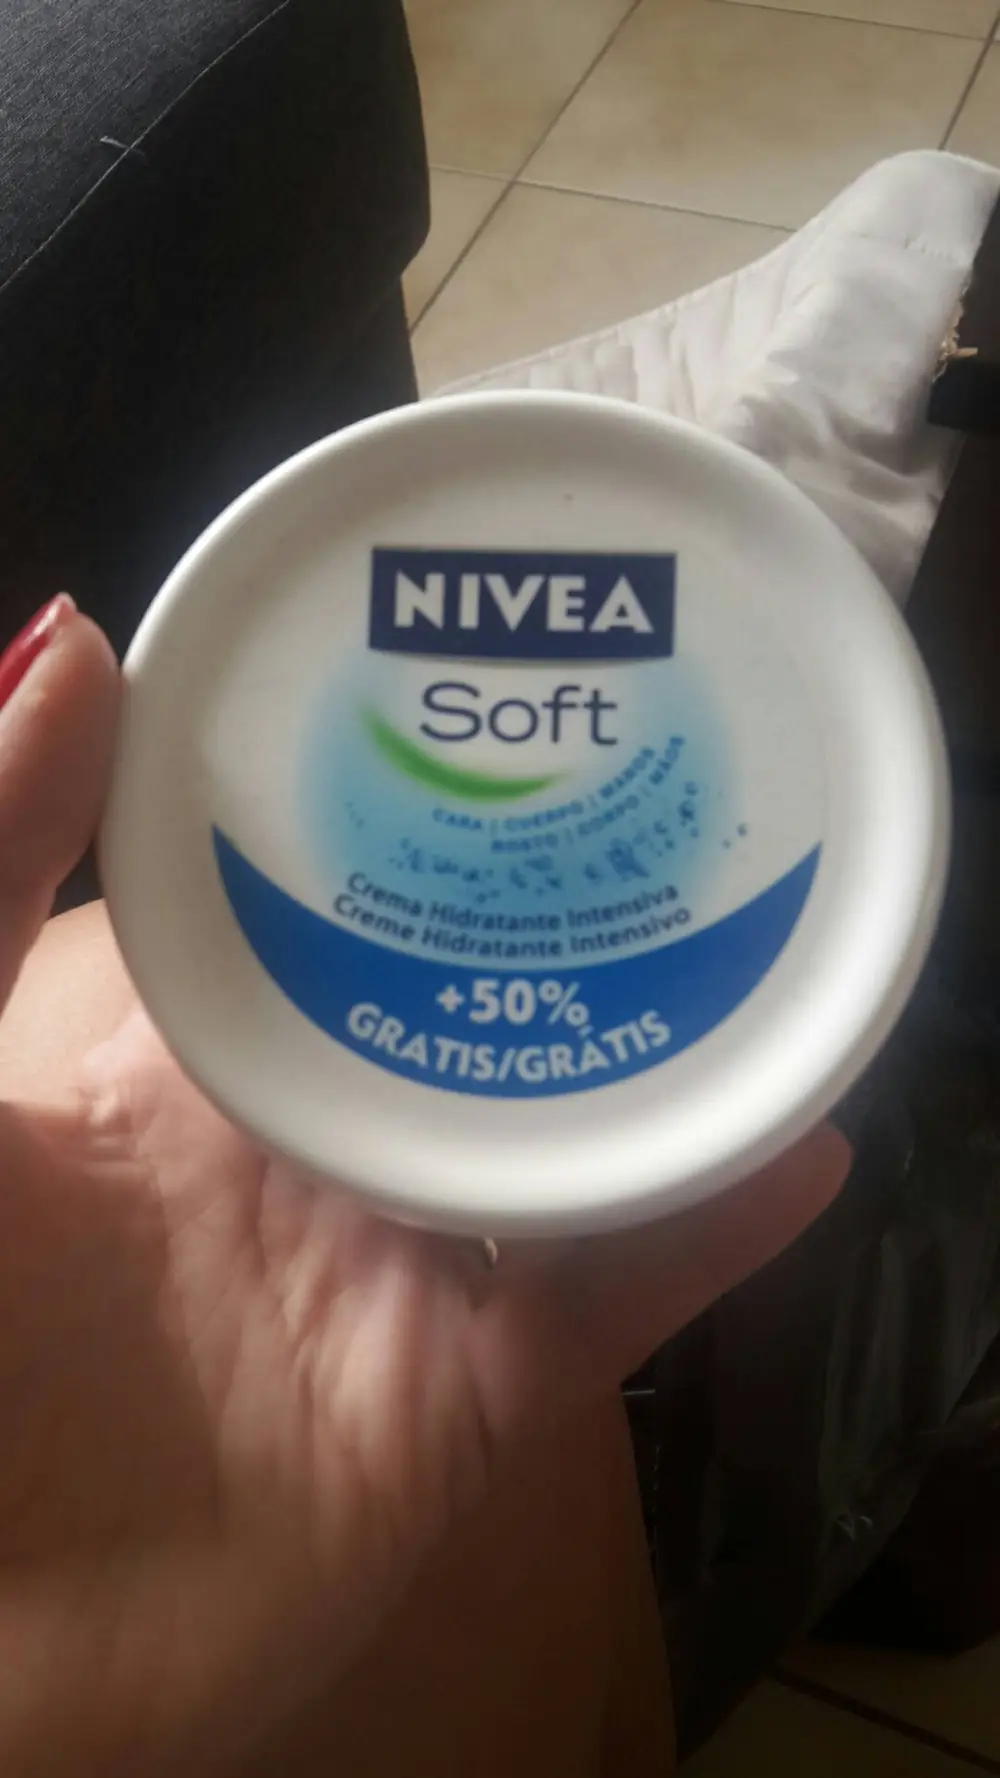 NIVEA
Soft
CARA | CUERPO | MANOS
ROSTO | CORPO | MÃOS
Crema Hidratante Intensiva
Creme Hidratante Intensivo
+50%
GRATIS/GRÁTIS